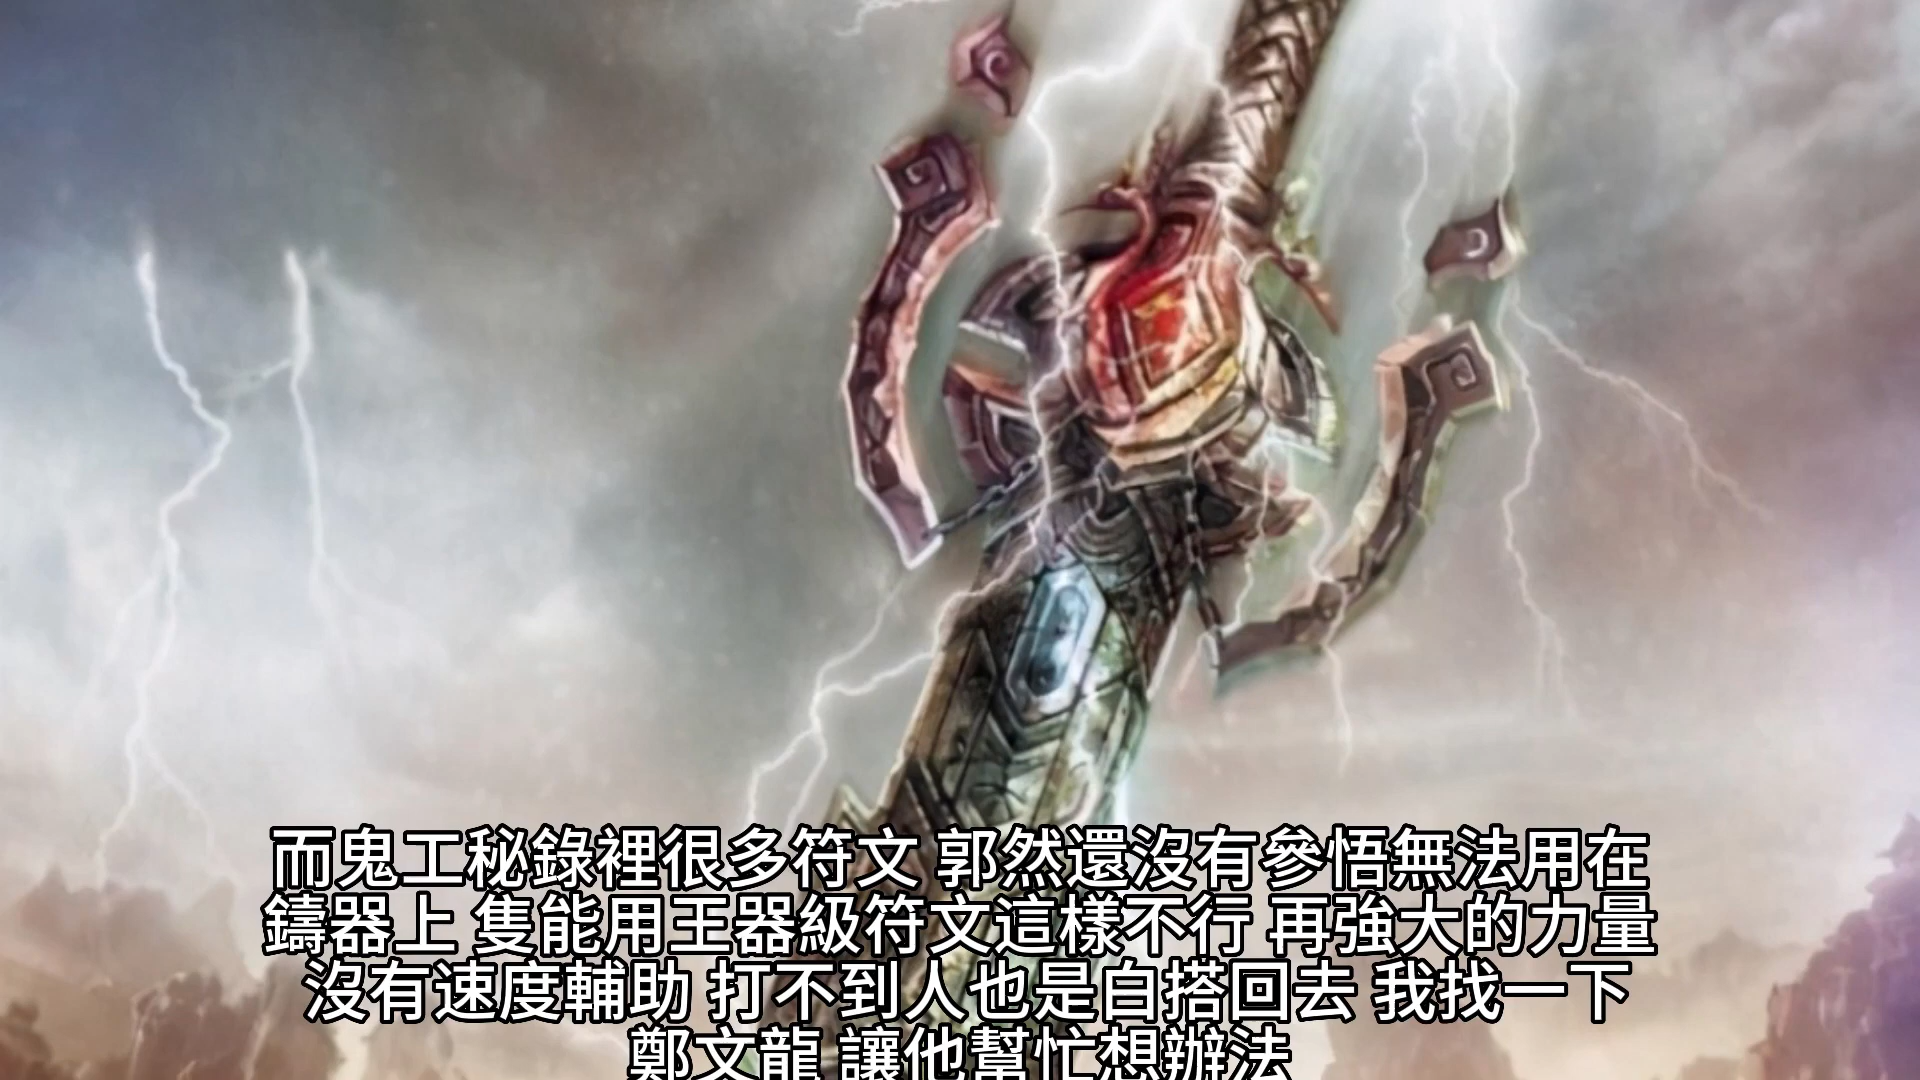 而鬼工秘錄裡很多符文 郭然還沒有參悟無法用在
鑄器上 隻能用王器級符文這樣不行 再強大的力量
沒有速度輔助 打不到人也是白搭回去 我找一下
鄭文龍 讓他幫忙想辦法